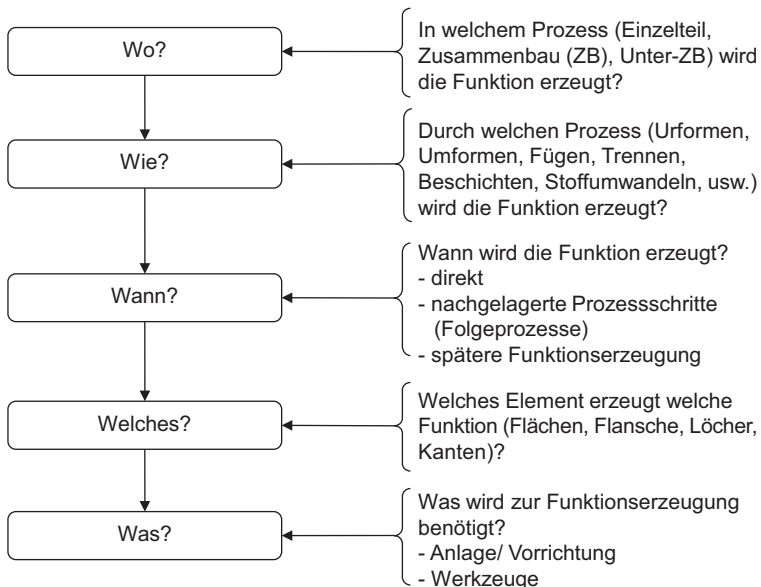 Wo?
In welchem Prozess (Einzelteil,
Zusammenbau (ZB), Unter-ZB) wird
die Funktion erzeugt?
Wie?
Durch welchen Prozess (Urformen,
Umformen, Fügen, Trennen,
Beschichten, Stoffumwandeln, usw.)
wird die Funktion erzeugt?
Wann?
Wann wird die Funktion erzeugt?
- direkt
- nachgelagerte Prozessschritte
(Folgeprozesse)
- spätere Funktionserzeugung
Welches?
Welches Element erzeugt welche
Funktion (Flächen, Flansche, Löcher,
Kanten)?
Was?
Was wird zur Funktionserzeugung
benötigt?
- Anlage/ Vorrichtung
- Werkzeuge